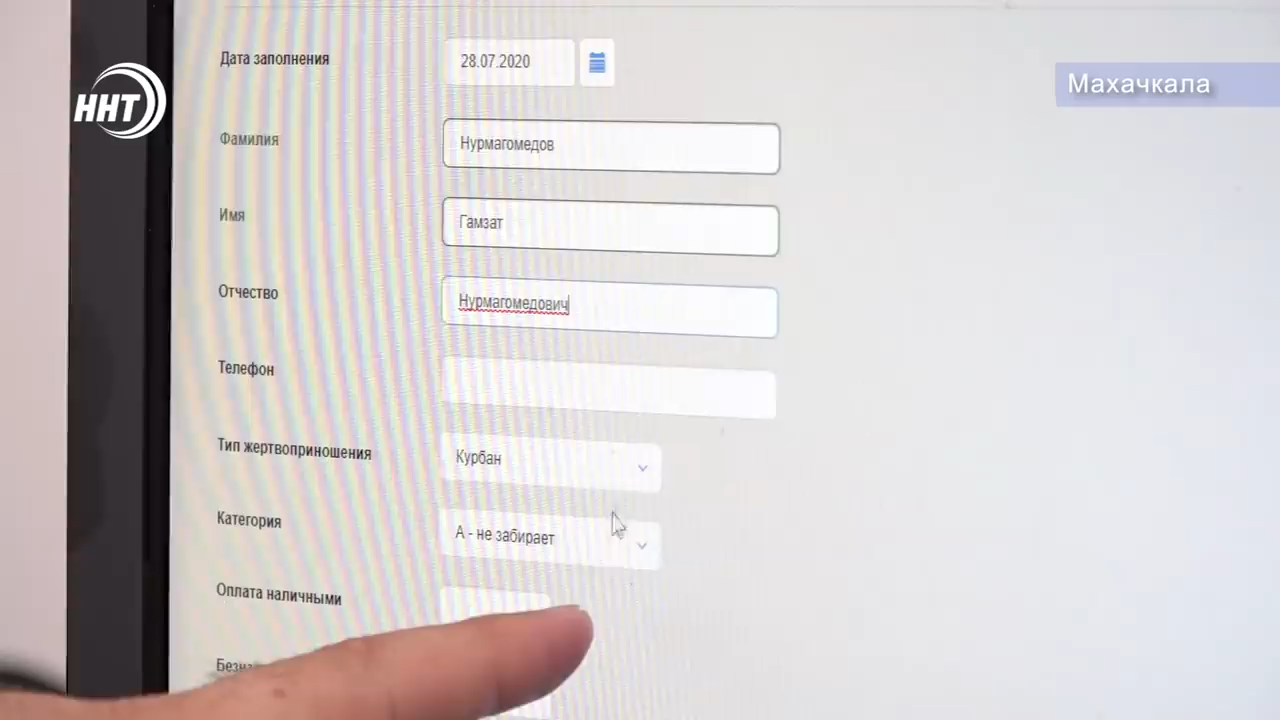 Дата заполнения 28.07.2020
ННТ
Махачкала
Фамилия Нурмагомедов
Имя Гамзат
Отчество Нурмагомедович
Телефон
Тип жертвоприношения Курбан
Категория А - не забирает
Оплата наличными